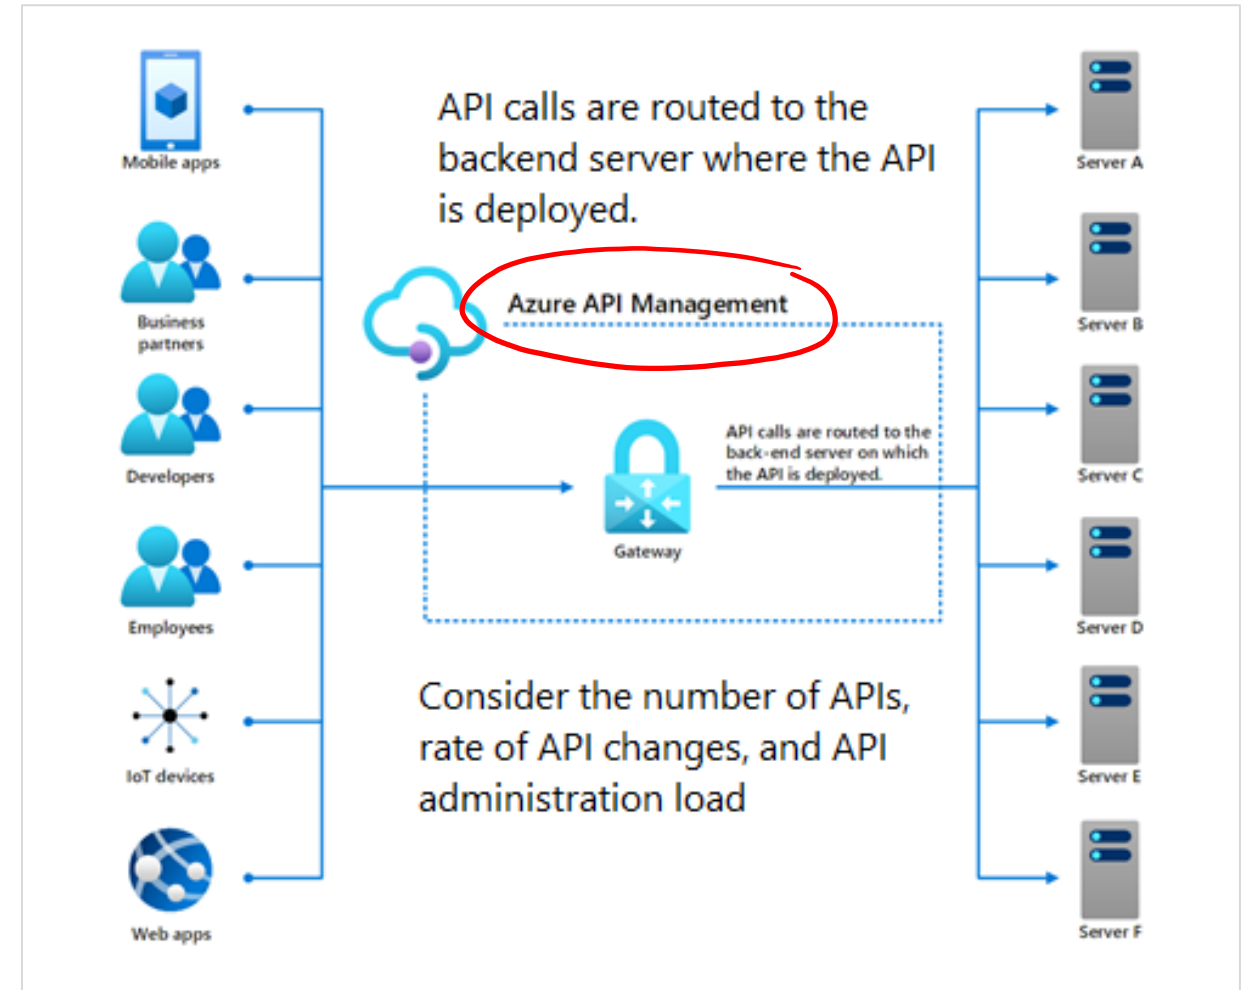 Mobile apps
Business
partners
Developers
Employees
IoT devices
Web apps
API calls are routed to the
backend server where the API
is deployed.
Azure API Management
API calls are routed to the
back-end server on which
the API is deployed.
Gateway
Consider the number of APIs,
rate of API changes, and API
administration load
Server A
Server B
Server C
Server D
Server E
Server F